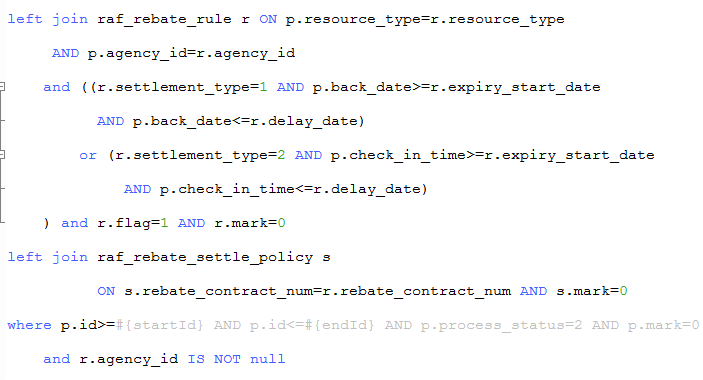 left join raf_rebate_rule r ON p.resource_type=r.resource_type
AND p.agency_id=r.agency_id
and ((r.settlement_type=1 AND p.back_date>=r.expiry_start_date
AND p.back_date<=r.delay_date)
or (r.settlement_type=2 AND p.check_in_time>=r.expiry_start_date
AND p.check_in_time<=r.delay_date)
) and r.flag=1 AND r.mark=0
left join raf_rebate_settle_policy s
ON s.rebate_contract_num=r.rebate_contract_num AND s.mark=0
where p.id>=#{startId} AND p.id<=#{endId} AND p.process_status=2 AND p.mark=0
and r.agency_id IS NOT null